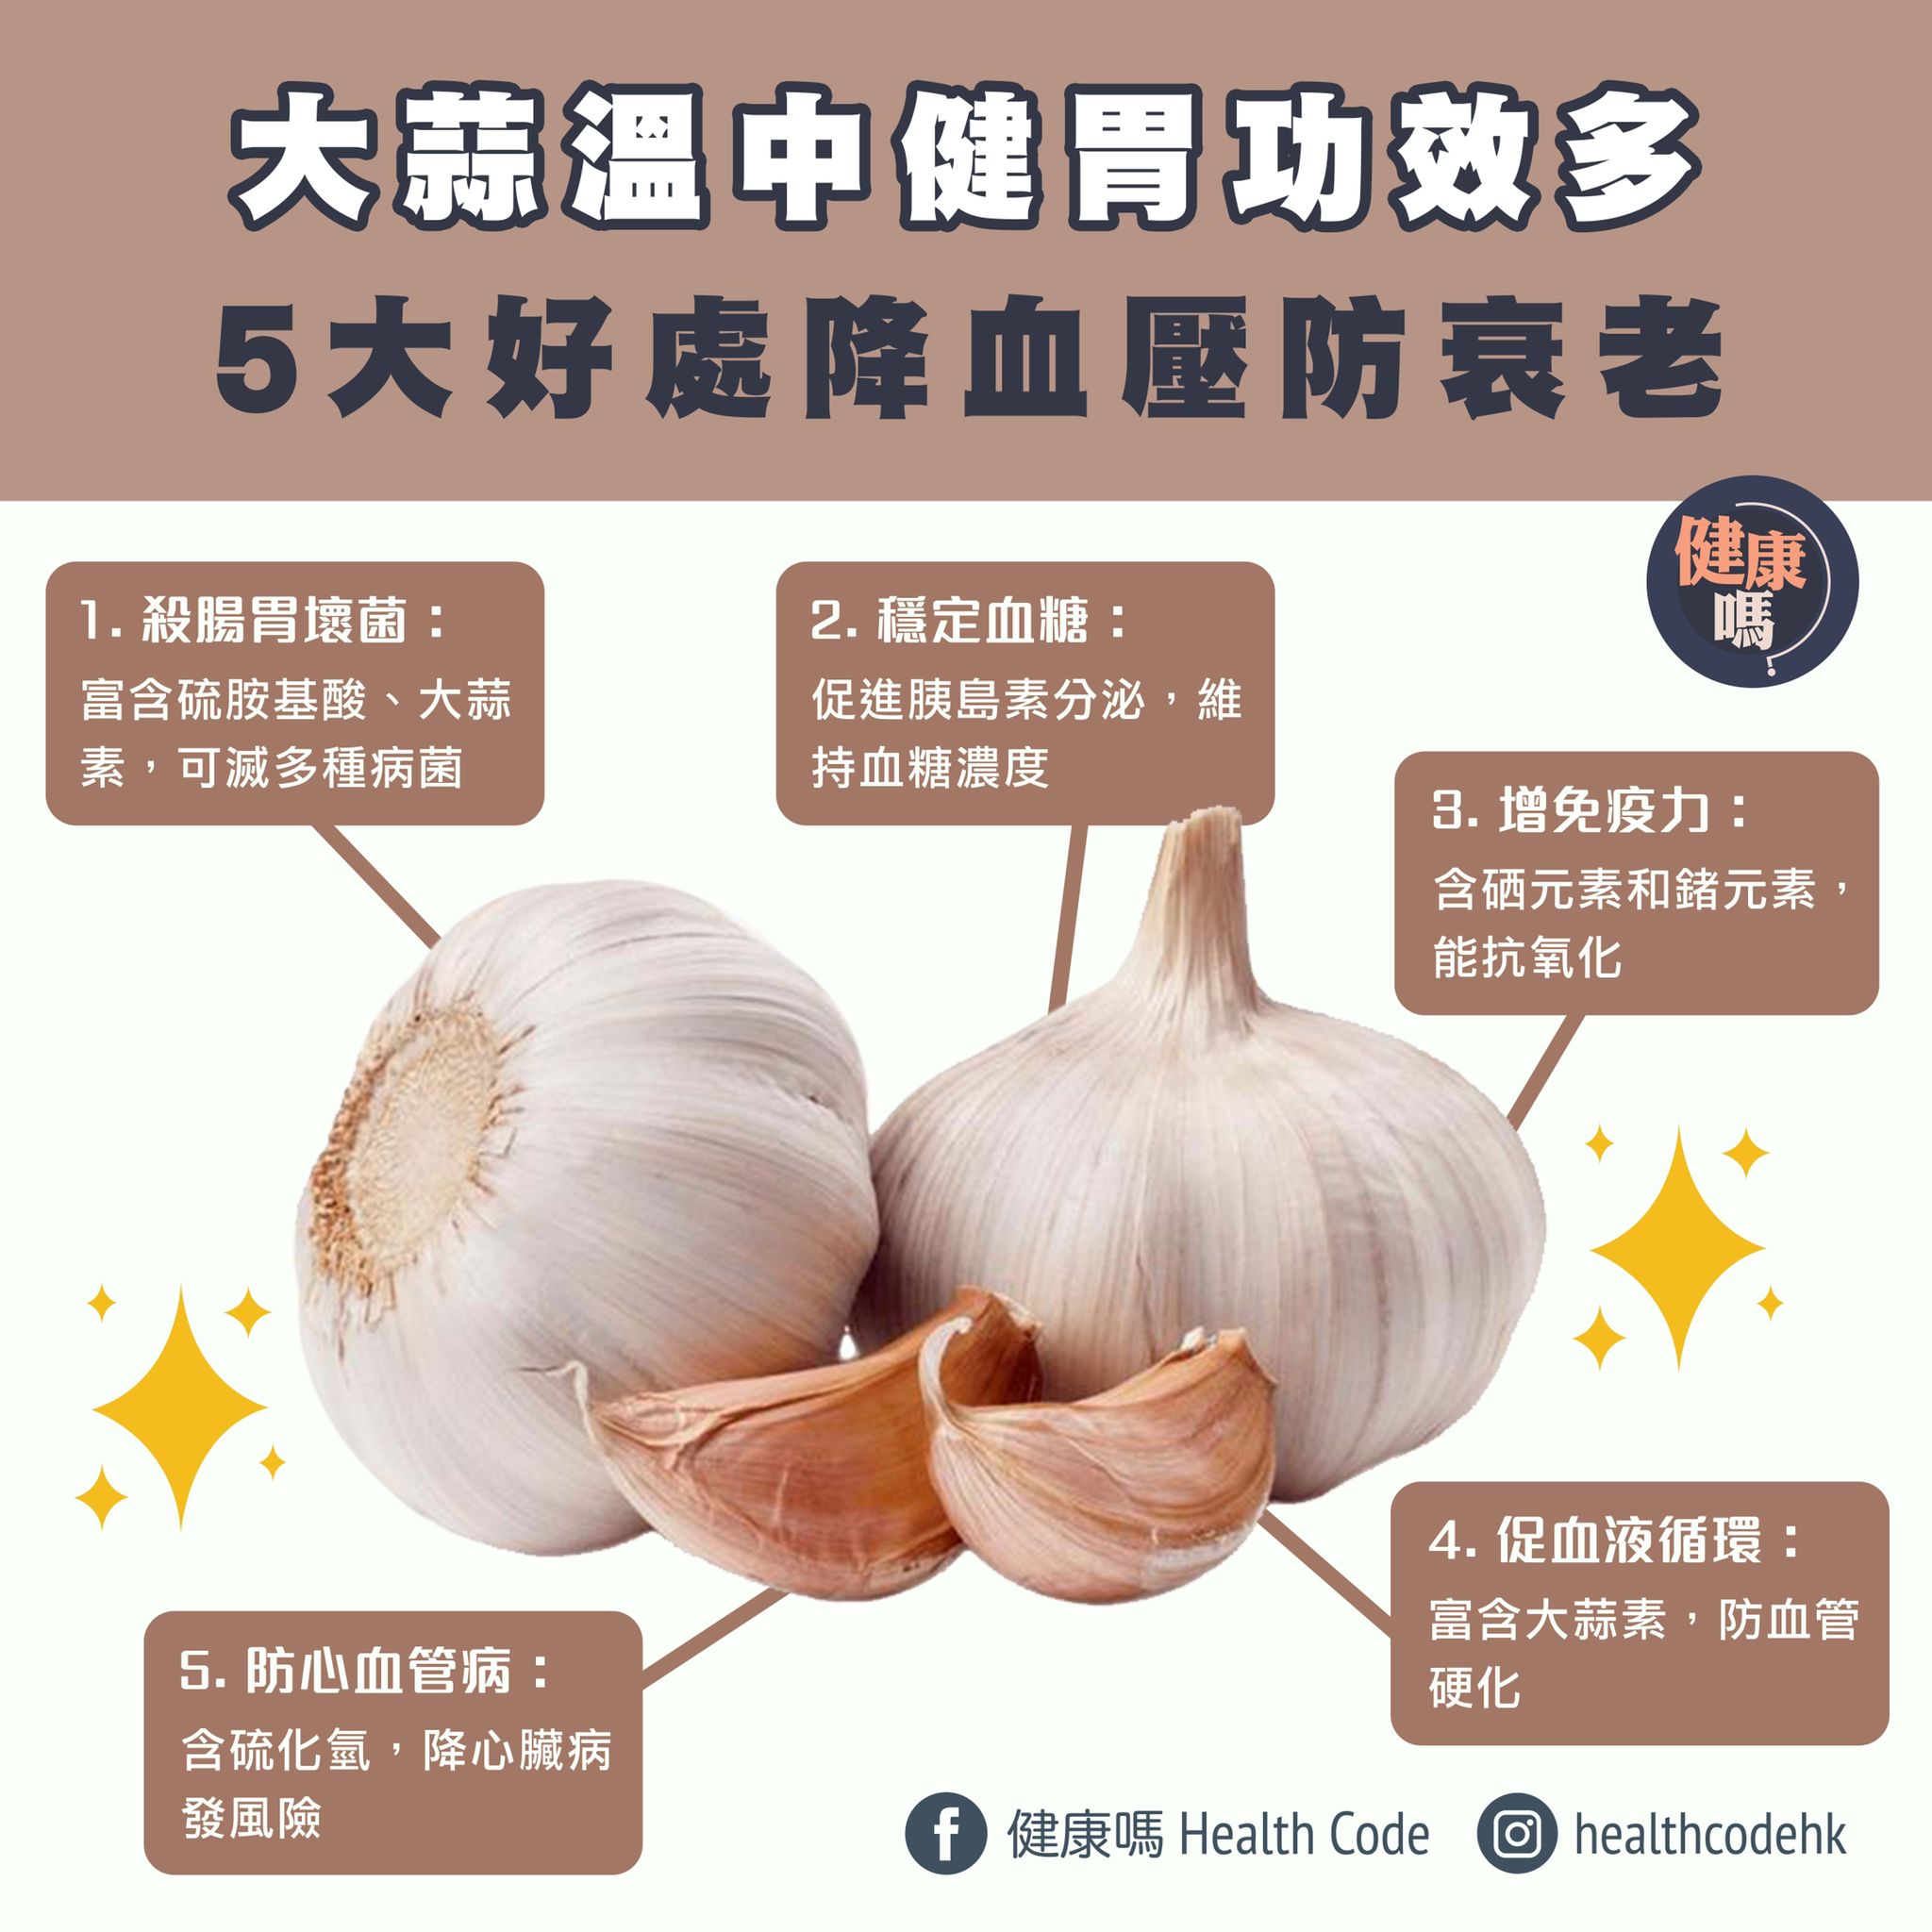 大蒜溫中健胃功效多
5大好處降血壓防衰老
健康
嗎
1. 殺腸胃壞菌：
富含硫胺基酸、大蒜
素，可滅多種病菌
2. 穩定血糖：
促進胰島素分泌，維
持血糖濃度
3. 增免疫力：
含硒元素和鍺元素，
能抗氧化
4. 促血液循環：
富含大蒜素，防血管
硬化
5. 防心血管病：
含硫化氫，降心臟病
發風險
健康嗎 Health Code
healthcodehk